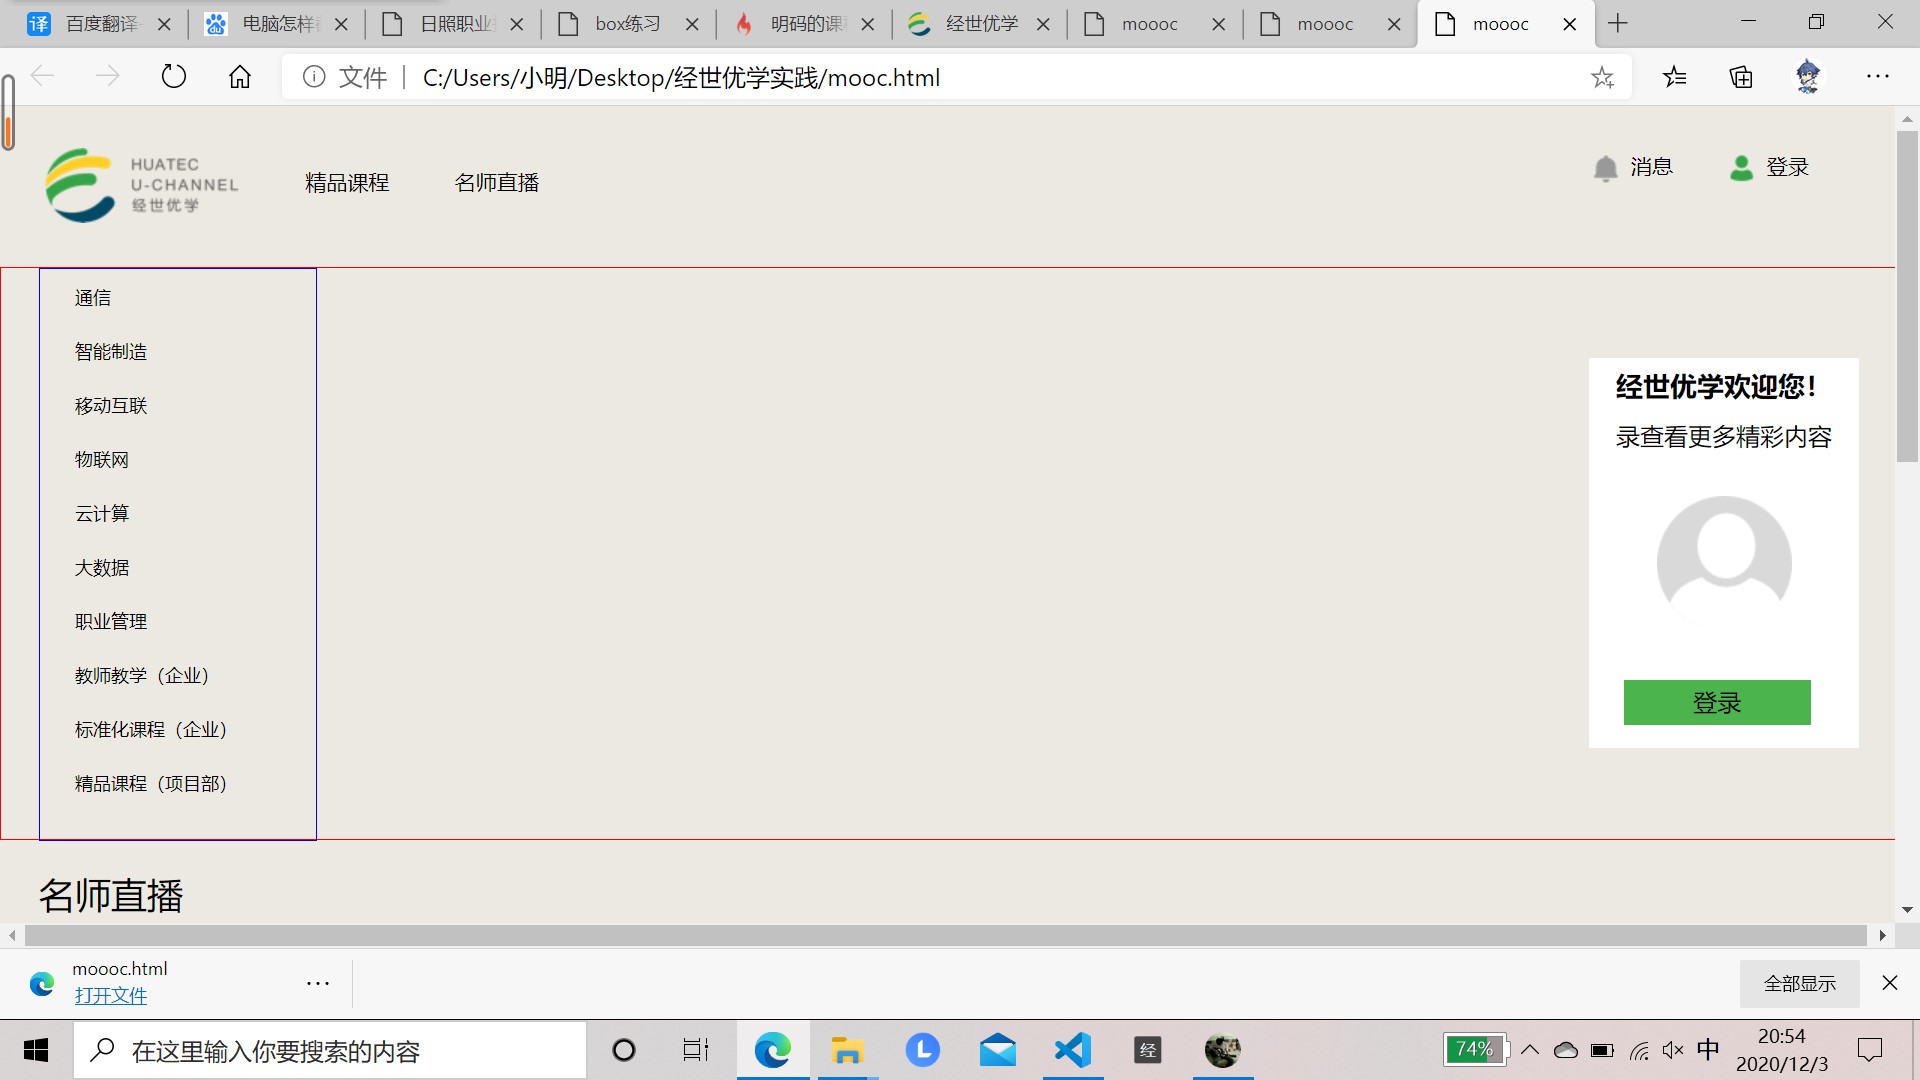 百度翻译-
电脑怎样
日照职业
box练习
明码的课
经世优学
moooc
moooc
moooc
文件
C:/Users/小明/Desktop/经世优学实践/mooc.html
HUATEC
U-CHANNEL
经世优学
精品课程
名师直播
消息
登录
通信
智能制造
移动互联
物联网
云计算
大数据
职业管理
教师教学（企业）
标准化课程（企业）
精品课程（项目部）
经世优学欢迎您！
录查看更多精彩内容
登录
名师直播
moooc.html
打开文件
全部显示
在这里输入你要搜索的内容
经
74%
中
20:54
2020/12/3